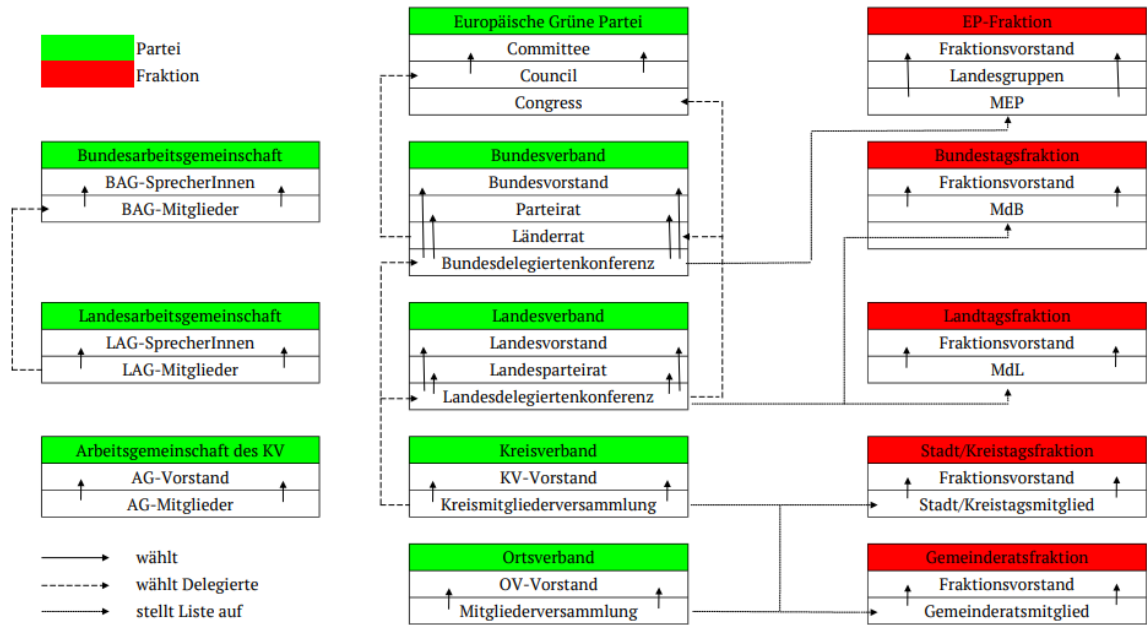 Partei
Fraktion
Europäische Grüne Partei
Committee
Council
Congress
EP-Fraktion
Fraktionsvorstand
Landesgruppen
MEP
Bundesarbeitsgemeinschaft
BAG-SprecherInnen
BAG-Mitglieder
Bundesverband
Bundesvorstand
Parteirat
Länderrat
Bundesdelegiertenkonferenz
Bundestagsfraktion
Fraktionsvorstand
MdB
Landesarbeitsgemeinschaft
LAG-SprecherInnen
LAG-Mitglieder
Landesverband
Landesvorstand
Landesparteirat
Landesdelegiertenkonferenz
Landtagsfraktion
Fraktionsvorstand
MdL
Arbeitsgemeinschaft des KV
AG-Vorstand
AG-Mitglieder
Kreisverband
KV-Vorstand
Kreismitgliederversammlung
Stadt/Kreistagsfraktion
Fraktionsvorstand
Stadt/Kreistagsmitglied
wählt
wählt Delegierte
stellt Liste auf
Ortsverband
OV-Vorstand
Mitgliederversammlung
Gemeinderatsfraktion
Fraktionsvorstand
Gemeinderatsmitglied